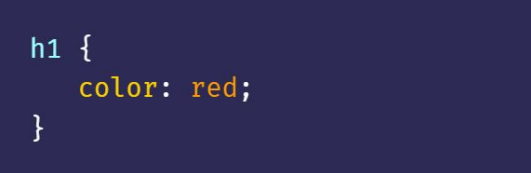 h1 {
   color: red;
}